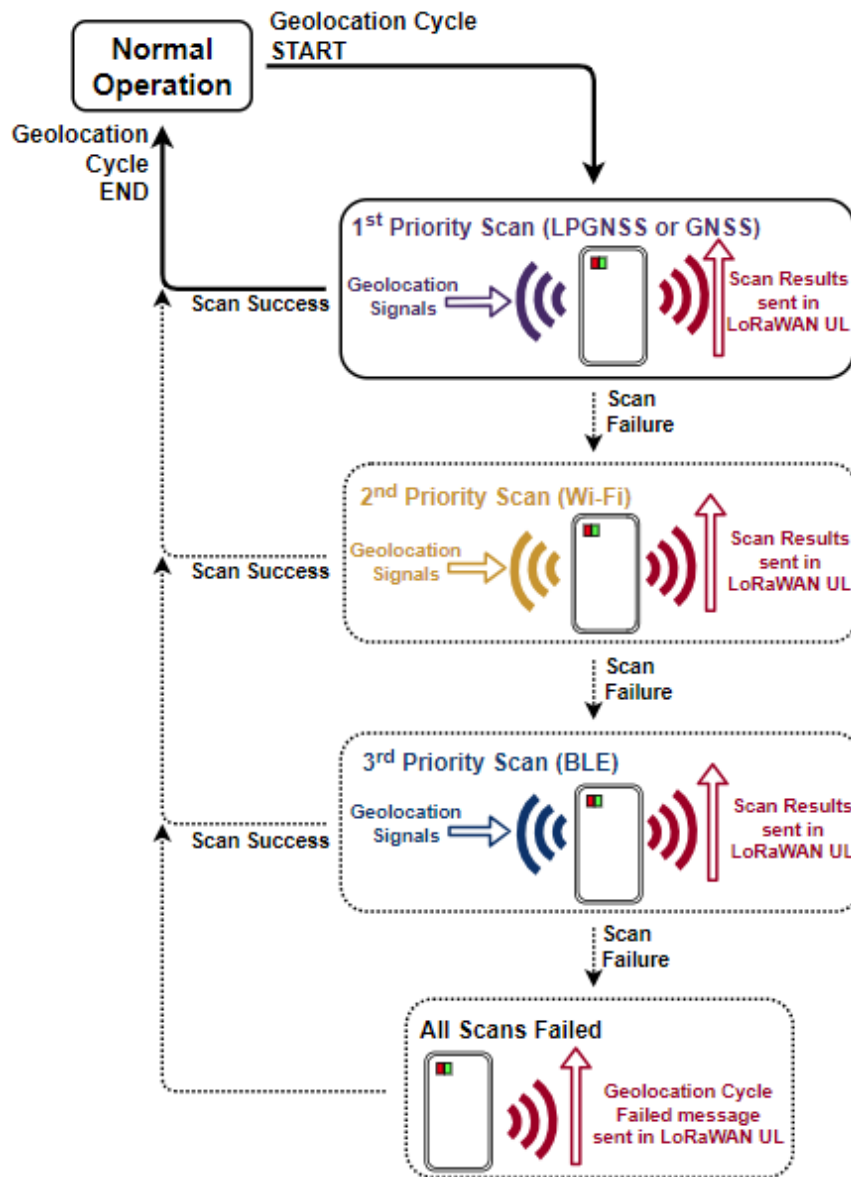 Geolocation Cycle
START
Normal
Operation
Geolocation
Cycle
END
1st Priority Scan (LPGNSS or GNSS)
Geolocation
Signals
Scan Results
sent in
LoRaWAN UL
Scan Success
Scan
Failure
2nd Priority Scan (Wi-Fi)
Geolocation
Signals
Scan Results
sent in
LoRaWAN UL
Scan Success
Scan
Failure
3rd Priority Scan (BLE)
Geolocation
Signals
Scan Results
sent in
LoRaWAN UL
Scan Success
Scan
Failure
All Scans Failed
Geolocation Cycle
Failed message
sent in LoRaWAN UL